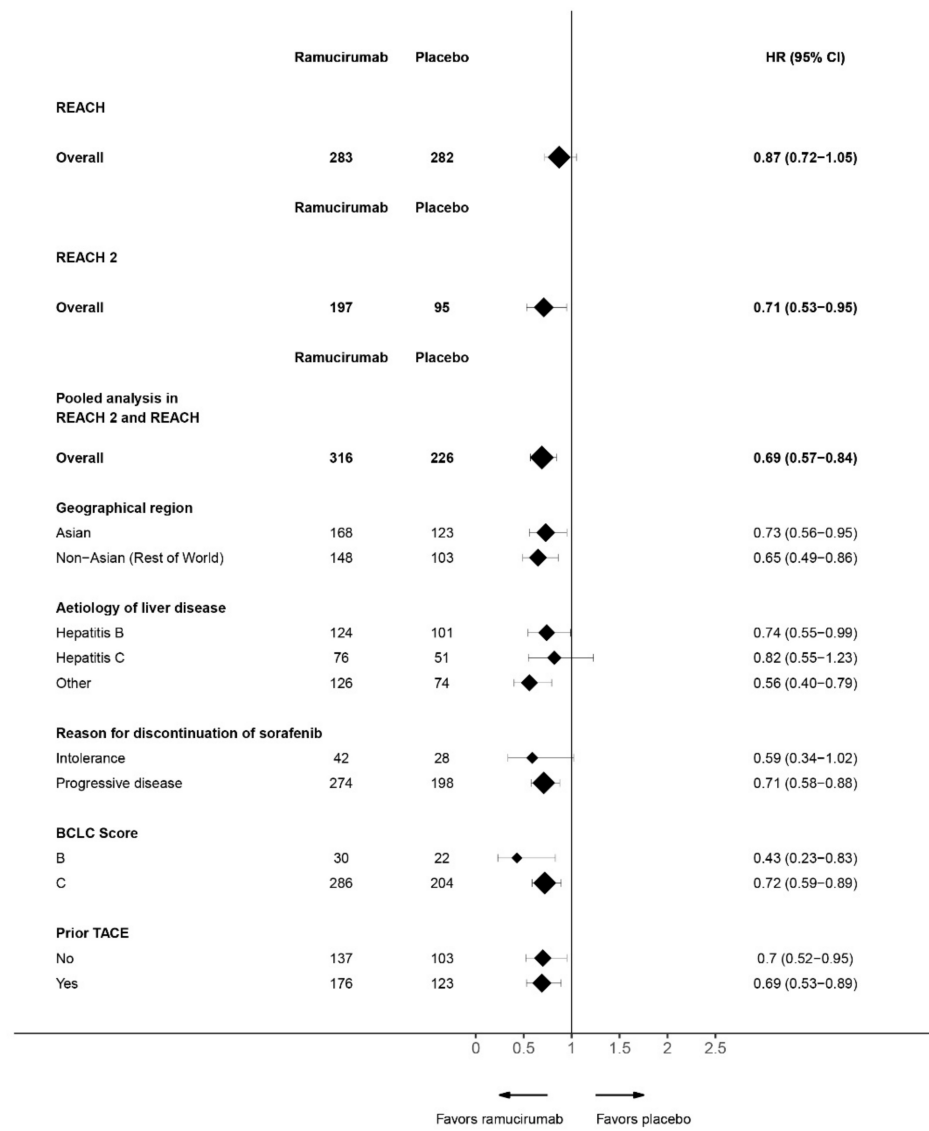 Ramucirumab Placebo HR (95% CI)
REACH
Overall 283 282 0.87 (0.72−1.05)
Ramucirumab Placebo
REACH 2
Overall 197 95 0.71 (0.53−0.95)
Ramucirumab Placebo
Pooled analysis in
REACH 2 and REACH
Overall 316 226 0.69 (0.57−0.84)
Geographical region
Asian 168 123 0.73 (0.56−0.95)
Non−Asian (Rest of World) 148 103 0.65 (0.49−0.86)
Aetiology of liver disease
Hepatitis B 124 101 0.74 (0.55−0.99)
Hepatitis C 76 51 0.82 (0.55−1.23)
Other 126 74 0.56 (0.40−0.79)
Reason for discontinuation of sorafenib
Intolerance 42 28 0.59 (0.34−1.02)
Progressive disease 274 198 0.71 (0.58−0.88)
BCLC Score
B 30 22 0.43 (0.23−0.83)
C 286 204 0.72 (0.59−0.89)
Prior TACE
No 137 103 0.7 (0.52−0.95)
Yes 176 123 0.69 (0.53−0.89)
0 0.5 1 1.5 2 2.5
Favors ramucirumab Favors placebo